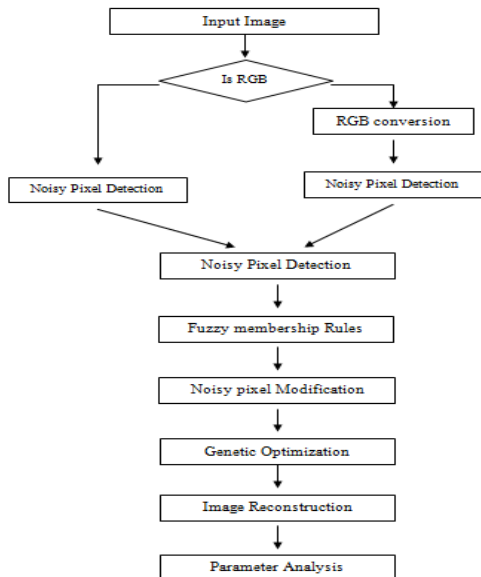 Input Image
Is RGB
RGB conversion
Noisy Pixel Detection
Noisy Pixel Detection
Noisy Pixel Detection
Fuzzy membership Rules
Noisy pixel Modification
Genetic Optimization
Image Reconstruction
Parameter Analysis